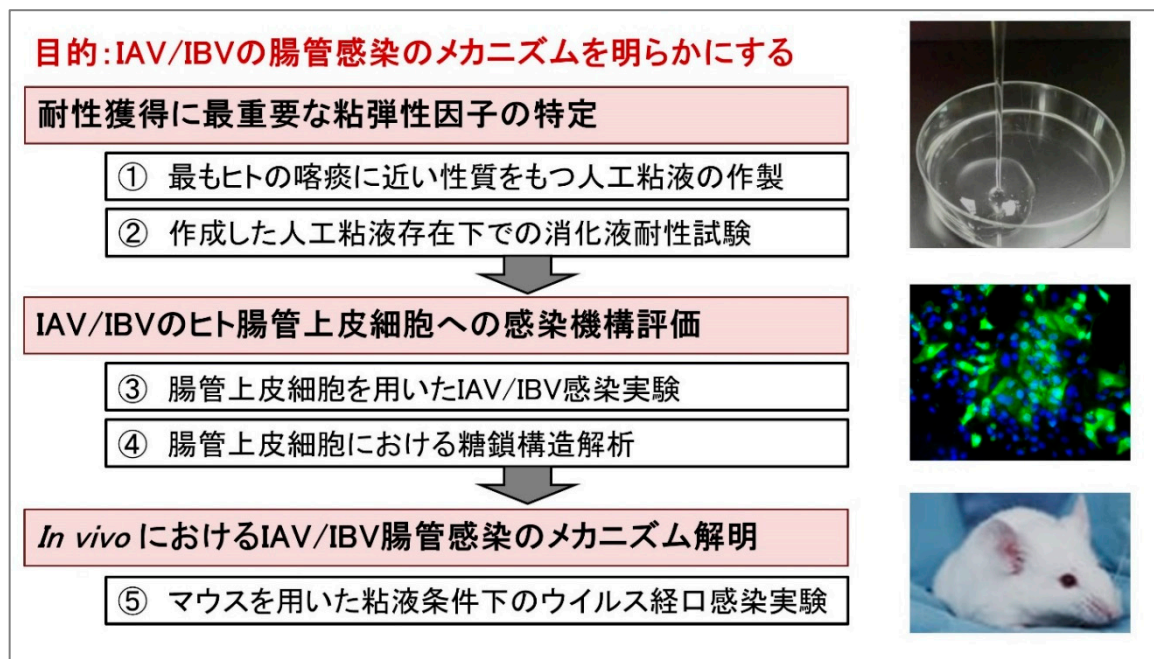 目的:IAV/IBVの腸管感染のメカニズムを明らかにする
耐性獲得に最重要な粘弾性因子の特定
① 最もヒトの喀痰に近い性質をもつ人工粘液の作製
② 作成した人工粘液存在下での消化液耐性試験
IAV/IBVのヒト腸管上皮細胞への感染機構評価
③ 腸管上皮細胞を用いたIAV/IBV感染実験
④ 腸管上皮細胞における糖鎖構造解析
In vivo におけるIAV/IBV腸管感染のメカニズム解明
⑤ マウスを用いた粘液条件下のウイルス経口感染実験